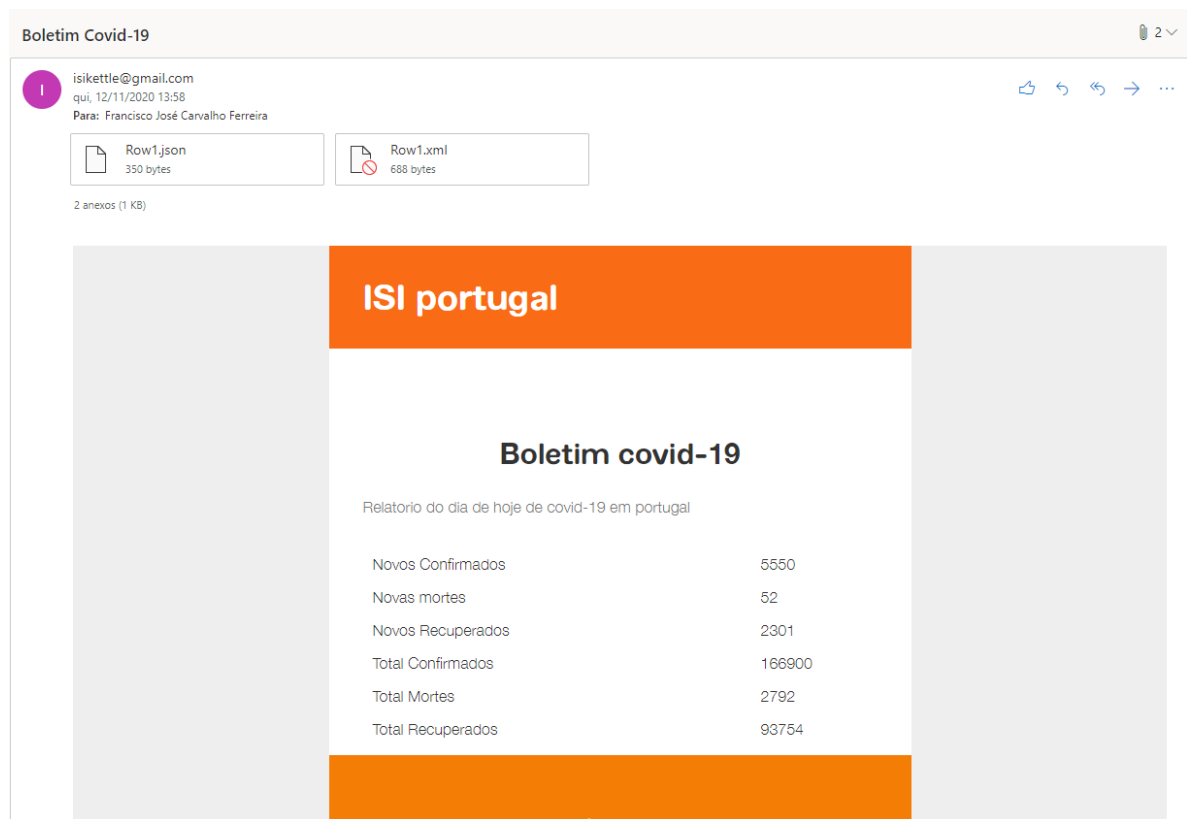 Boletim Covid-19
2
I
isikettle@gmail.com
qui, 12/11/2020 13:58
Para: Francisco José Carvalho Ferreira
Row1.json
350 bytes
Row1.xml
688 bytes
2 anexos (1 KB)
ISI portugal
Boletim covid-19
Relatorio do dia de hoje de covid-19 em portugal
Novos Confirmados 5550
Novas mortes 52
Novos Recuperados 2301
Total Confirmados 166900
Total Mortes 2792
Total Recuperados 93754